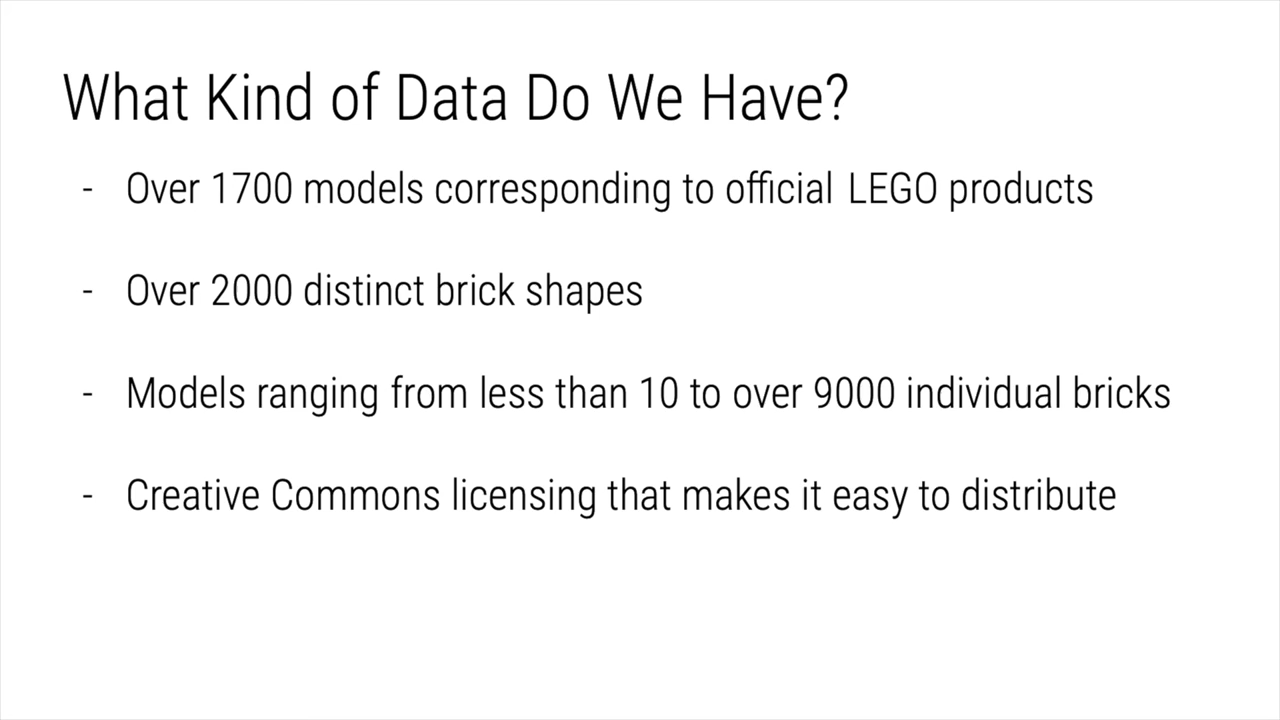 What Kind of Data Do We Have?
- Over 1700 models corresponding to official LEGO products
- Over 2000 distinct brick shapes
- Models ranging from less than 10 to over 9000 individual bricks
- Creative Commons licensing that makes it easy to distribute